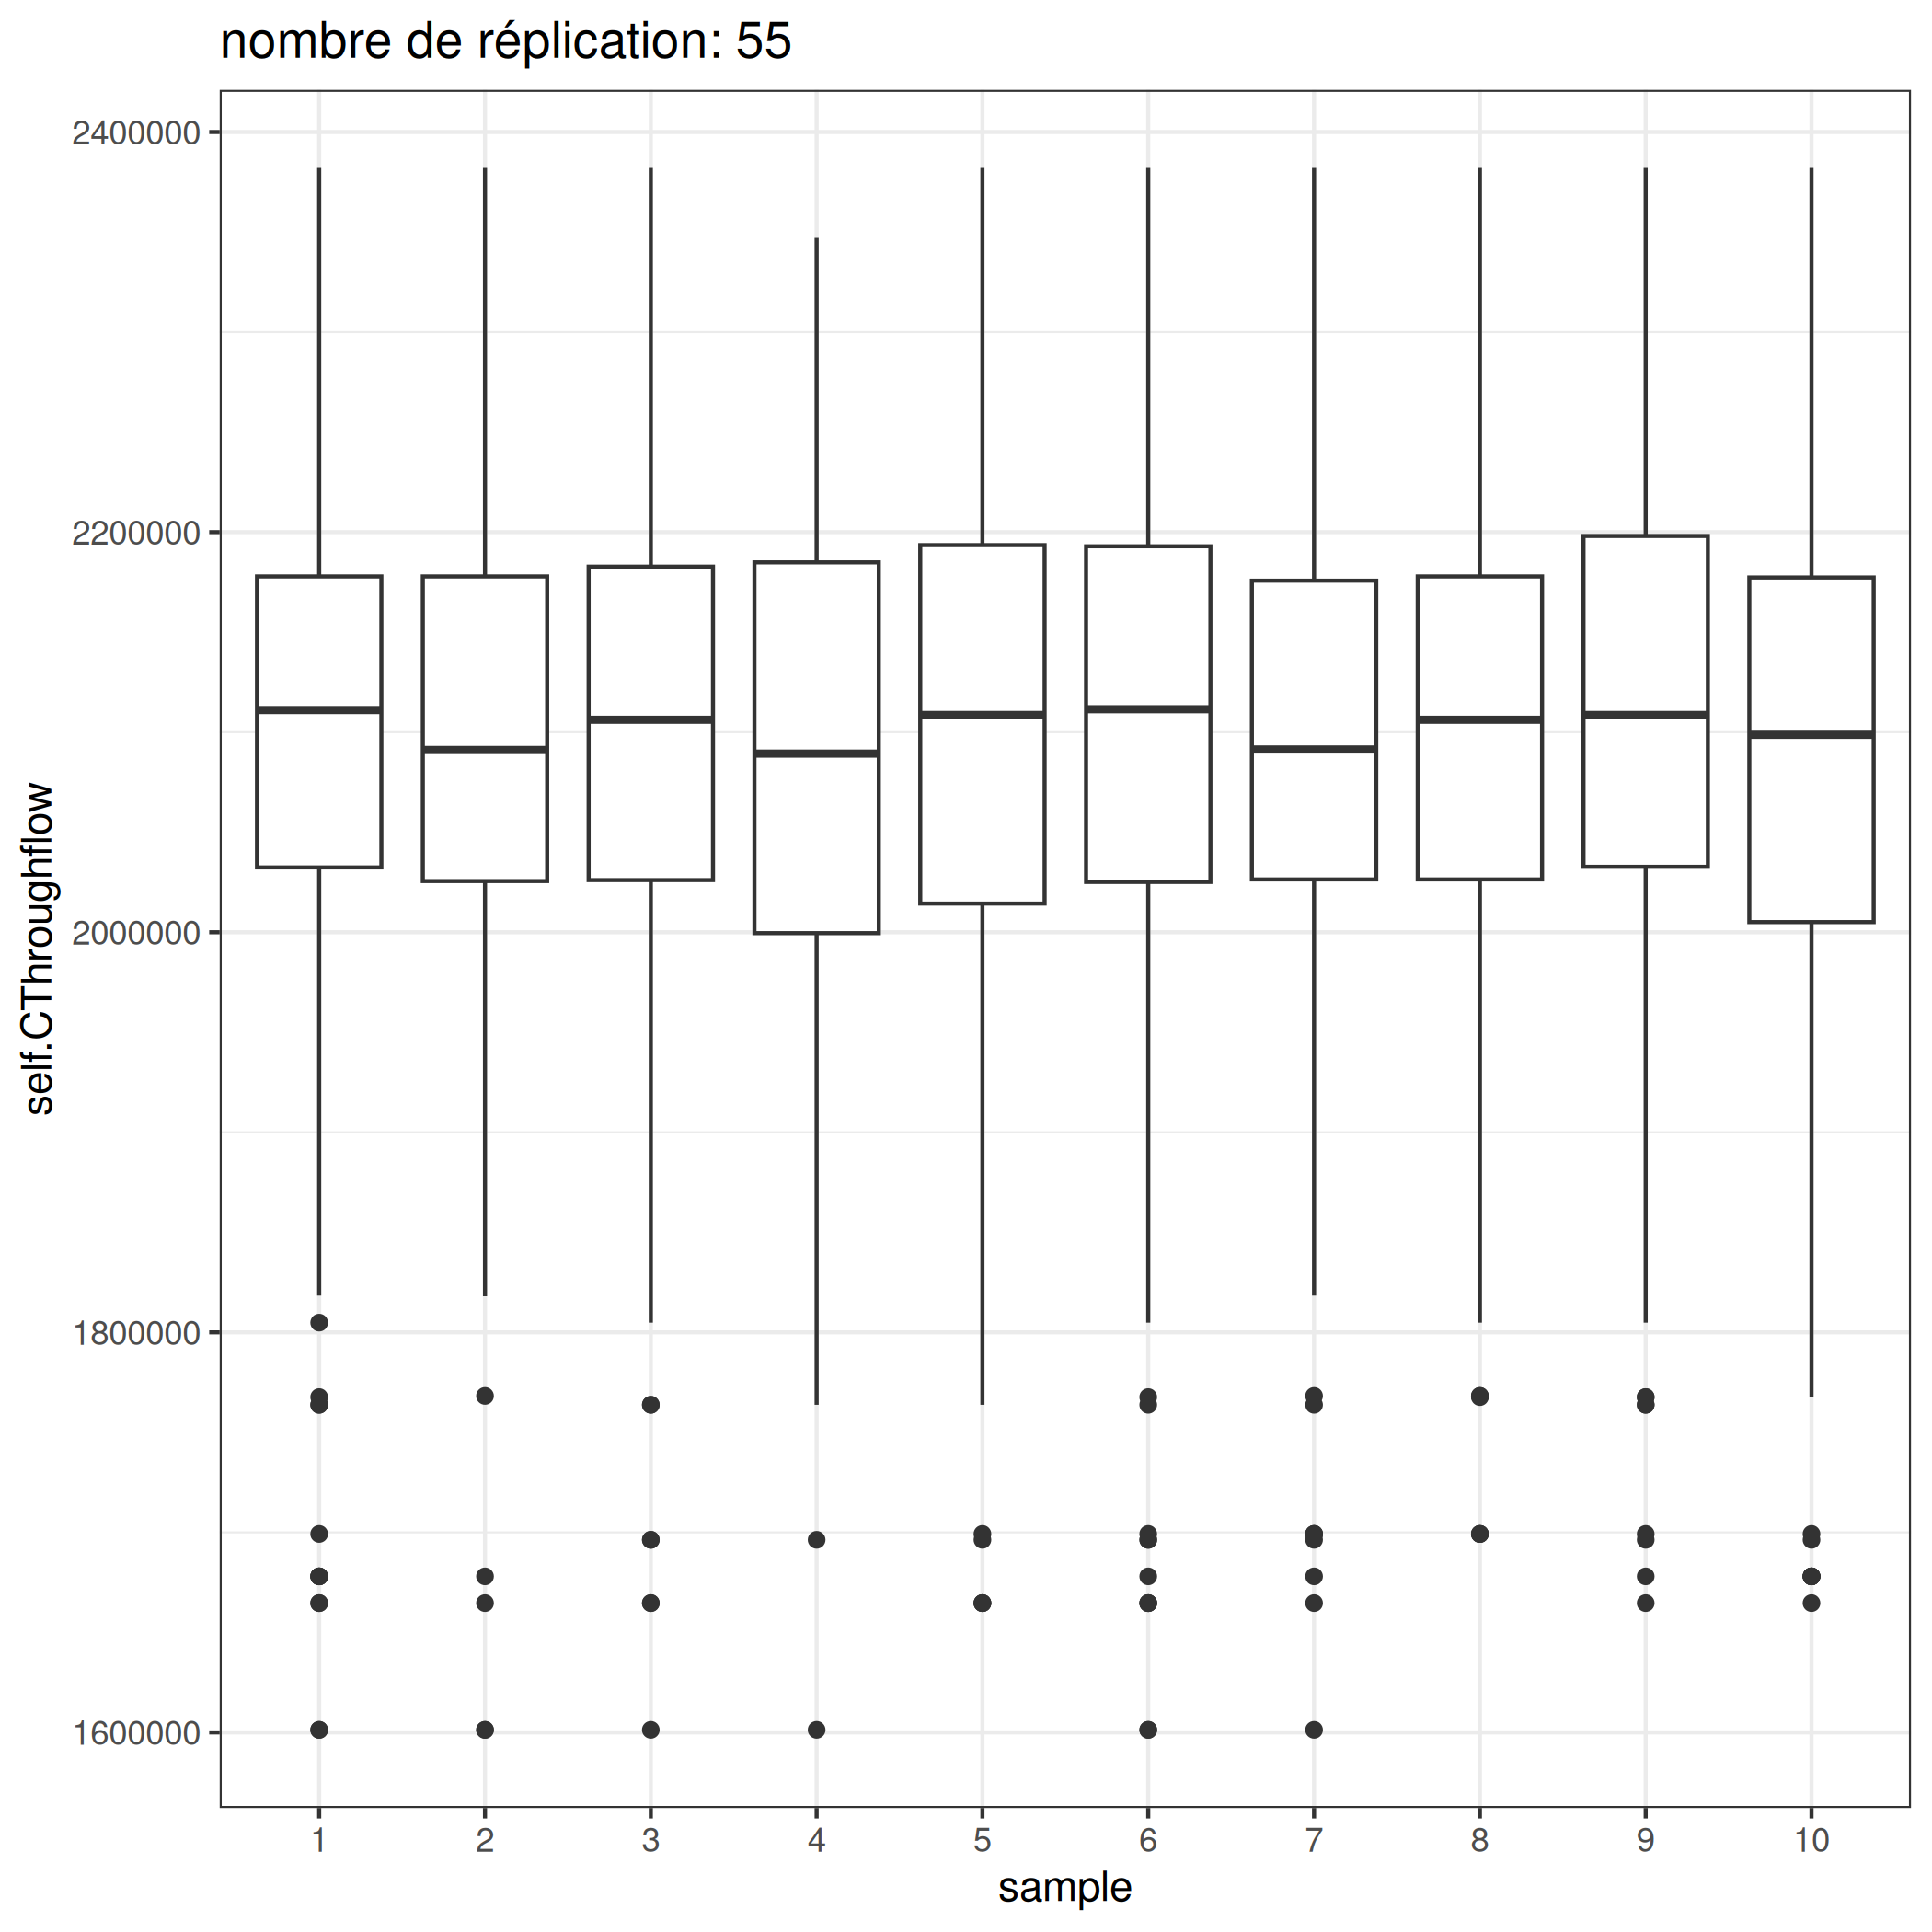 nombre de réplication: 55
2400000
2200000
2000000
1800000
1600000
self.CThroughflow
1 2 3 4 5 6 7 8 9 10
sample